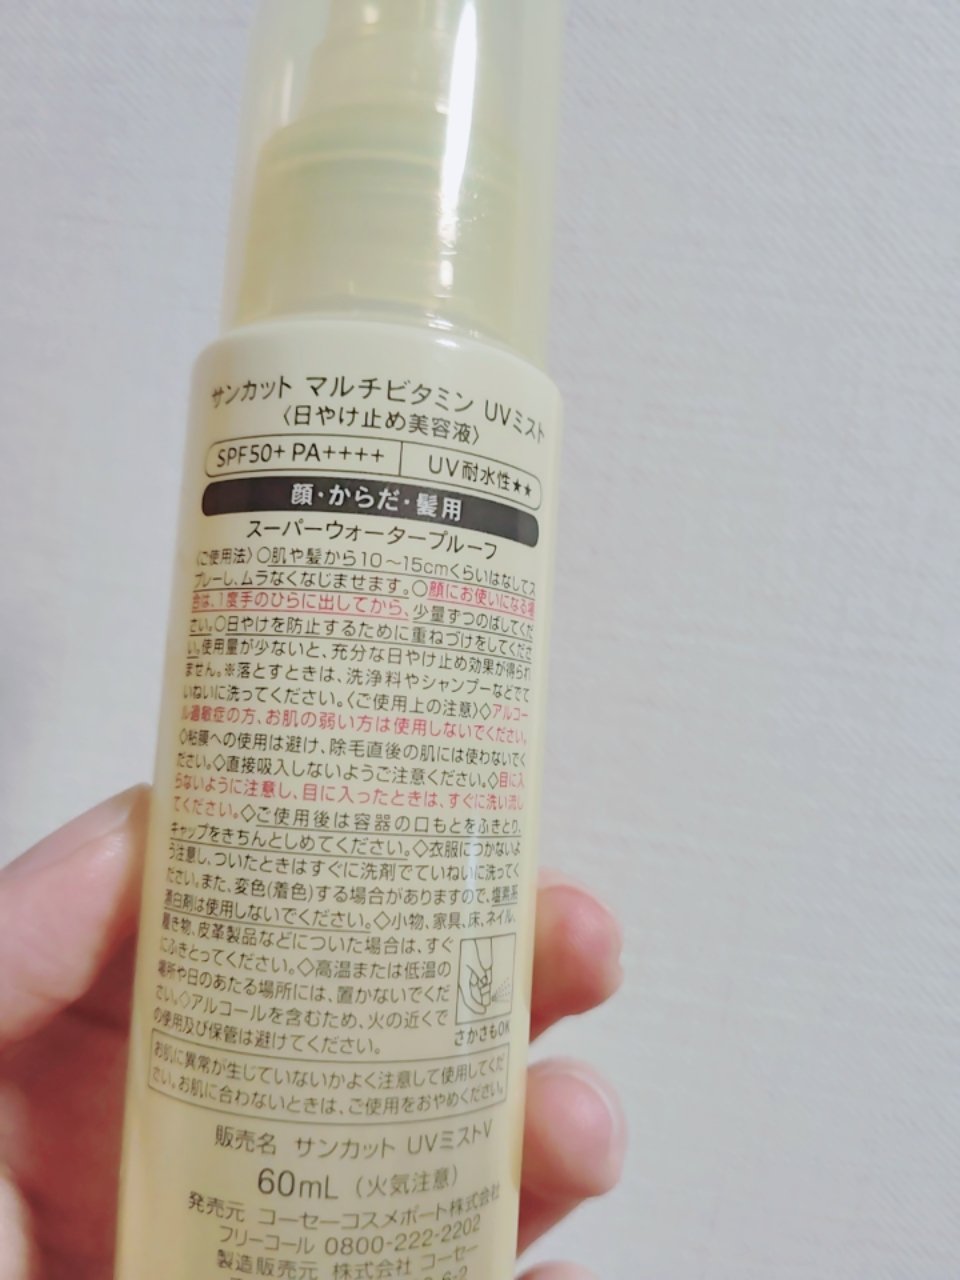 サンカット マルチビタミン UVミスト
〈日やけ止め美容液〉
SPF50+ PA++++ UV耐水性★★
顔・からだ・髪用
スーパーウォータープルーフ
〈ご使用法〉○肌や髪から10～15cmくらいはなしてス
プレーし、ムラなくなじませます。○顔にお使いになる場
合は、1度手のひらに出してから、少量ずつのばしてくだ
さい。○日やけを防止するために重ねづけをしてくださ
い。使用量が少ないと、充分な日やけ止め効果が得られ
ません。※落とすときは、洗浄料やシャンプーなどでて
いねいに洗ってください。〈ご使用上の注意〉◇アルコー
ル過敏症の方、お肌の弱い方は使用しないでください。
◇粘膜への使用は避け、除毛直後の肌には使わないでく
ださい。◇直接吸入しないようご注意ください。◇目に入
らないように注意し、目に入ったときは、すぐに洗い流し
てください。◇ご使用後は容器の口もとをふきとり、
キャップをきちんとしめてください。◇衣服につかないよ
う注意し、ついたときはすぐに洗剤でていねいに洗ってく
ださい。また、変色(着色)する場合がありますので、塩素系
漂白剤は使用しないでください。◇小物、家具、床、ネイル、
履き物、皮革製品などについた場合は、すぐ
にふきとってください。◇高温または低温の
場所や日のあたる場所には、置かないでくだ
さい。◇アルコールを含むため、火の近くで
の使用及び保管は避けてください。
さかさもOK
お肌に異常が生じていないかよく注意して使用してくだ
さい。お肌に合わないときは、ご使用をおやめください。
販売名 サンカット UVミストV
60mL（火気注意）
発売元 コーセーコスメポート株式会社
フリーコール 0800-222-2202
製造販売元 株式会社 コーセー